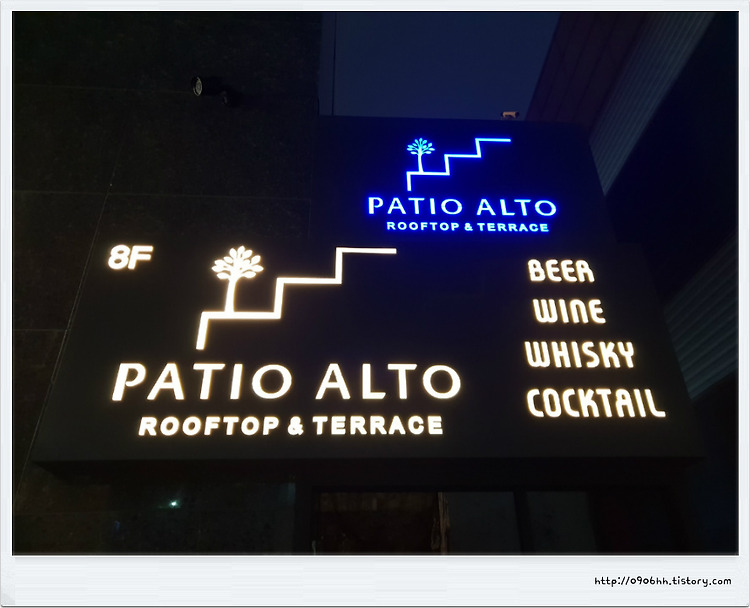 PATIO ALTO
ROOFTOP & TERRACE
8F
PATIO ALTO
ROOFTOP & TERRACE
BEER
WINE
WHISKY
COCKTAIL
http://0906hh.tistory.com